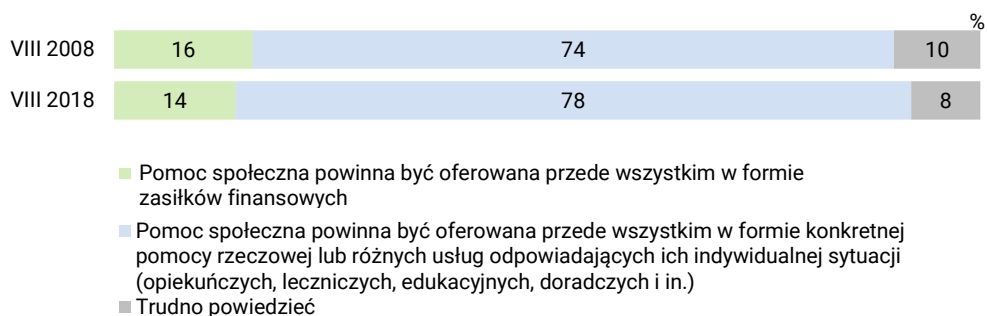 %
VIII 2008 16 74 10
VIII 2018 14 78 8
Pomoc społeczna powinna być oferowana przede wszystkim w formie
zasiłków finansowych
Pomoc społeczna powinna być oferowana przede wszystkim w formie konkretnej
pomocy rzeczowej lub różnych usług odpowiadających ich indywidualnej sytuacji
(opiekuńczych, leczniczych, edukacyjnych, doradczych i in.)
Trudno powiedzieć